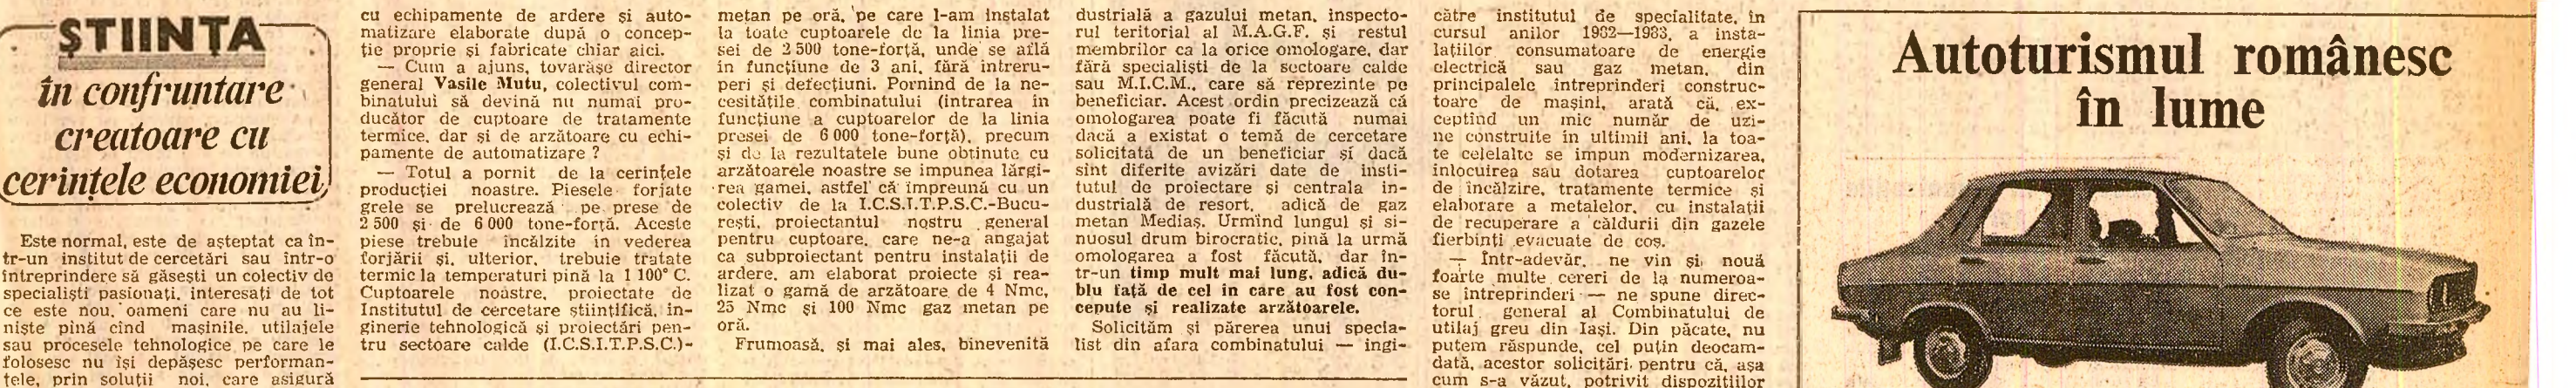 ȘTIINȚA
în confruntare
creatoare cu
cerințele economiei
Este normal, este de așteptat ca în-
tr-un institut de cercetări sau într-o
întreprindere să găsești un colectiv de
specialiști pasionați, interesați de tot
ce este nou, oameni care nu au li-
niște pînă cînd mașinile, utilajele
sau procesele tehnologice pe care le
folosesc nu își depășesc performan-
țele, prin soluții noi, care asigură
cu echipamente de ardere și auto-
matizare elaborate după o concep-
ție proprie și fabricate chiar aici.
— Cum a ajuns, tovarășe director
general Vasile Mutu, colectivul com-
binatului să devină nu numai pro-
ducător de cuptoare de tratamente
termice, dar și de arzătoare cu echi-
pamente de automatizare ?
— Totul a pornit de la cerințele
producției noastre. Piesele forjate
grele se prelucrează pe prese de
2 500 și de 6 000 tone-forță. Aceste
piese trebuie încălzite în vederea
forjării și, ulterior, trebuie tratate
termic la temperaturi pînă la 1 100° C.
Cuptoarele noastre, proiectate de
Institutul de cercetare științifică, in-
ginerie tehnologică și proiectări pen-
tru sectoare calde (I.C.S.I.T.P.S.C.)-
metan pe oră, pe care l-am instalat
la toate cuptoarele de la linia pre-
sei de 2 500 tone-forță, unde se află
în funcțiune de 3 ani, fără întreru-
peri și defecțiuni. Pornind de la ne-
cesitățile combinatului (intrarea în
funcțiune a cuptoarelor de la linia
presei de 6 000 tone-forță), precum
și de la rezultatele bune obținute cu
arzătoarele noastre se impunea lărgi-
rea gamei, astfel că împreună cu un
colectiv de la I.C.S.I.T.P.S.C.-Bucu-
rești, proiectantul nostru general
pentru cuptoare, care ne-a angajat
ca subproiectant pentru instalații de
ardere, am elaborat proiecte și rea-
lizat o gamă de arzătoare de 4 Nmc,
25 Nmc și 100 Nmc gaz metan pe
oră.
Frumoasă, și mai ales, binevenită
dustrială a gazului metan, inspecto-
rul teritorial al M.A.G.F. și restul
membrilor ca la orice omologare, dar
fără specialiști de la sectoare calde
sau M.I.C.M., care să reprezinte pe
beneficiar. Acest ordin precizează că
omologarea poate fi făcută numai
dacă a existat o temă de cercetare
solicitată de un beneficiar și dacă
sînt diferite avizări date de insti-
tutul de proiectare și centrala in-
dustrială de resort, adică de gaz
metan Mediaș. Urmînd lungul și si-
nuosul drum birocratic, pînă la urmă
omologarea a fost făcută, dar în-
tr-un timp mult mai lung, adică du-
blu față de cel în care au fost con-
cepute și realizate arzătoarele.
Solicităm și părerea unui specia-
list din afara combinatului — ingi-
către institutul de specialitate, în
cursul anilor 1982—1983, a insta-
lațiilor consumatoare de energie
electrică sau gaz metan, din
principalele întreprinderi construc-
toare de mașini, arată că, ex-
ceptînd un mic număr de uzi-
ne construite în ultimii ani, la toa-
te celelalte se impun modernizarea,
înlocuirea sau dotarea cuptoarelor
de încălzire, tratamente termice și
elaborare a metalelor, cu instalații
de recuperare a căldurii din gazele
fierbinți evacuate de coș.
— Într-adevăr, ne vin și nouă
foarte multe cereri de la numeroa-
se întreprinderi — ne spune direc-
torul general al Combinatului de
utilaj greu din Iași. Din păcate, nu
putem răspunde, cel puțin deocam-
dată, acestor solicitări pentru că, așa
cum s-a văzut, potrivit dispozițiilor
Autoturismul românesc
în lume